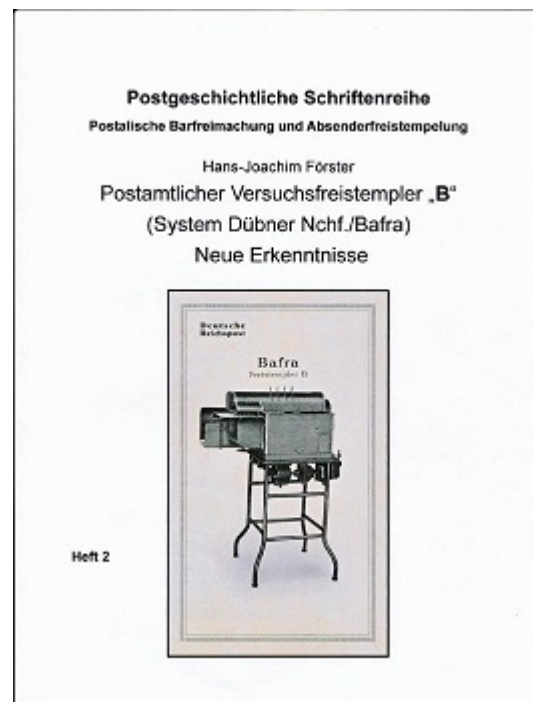 Postgeschichtliche Schriftenreihe
Postalische Barfreimachung und Absenderfreistempelung
Hans-Joachim Förster
Postamtlicher Versuchsfreistempler „B“
(System Dübner Nchf./Bafra)
Neue Erkenntnisse
Deutsche
Reichspost
Bafra
Freistempler B
Heft 2